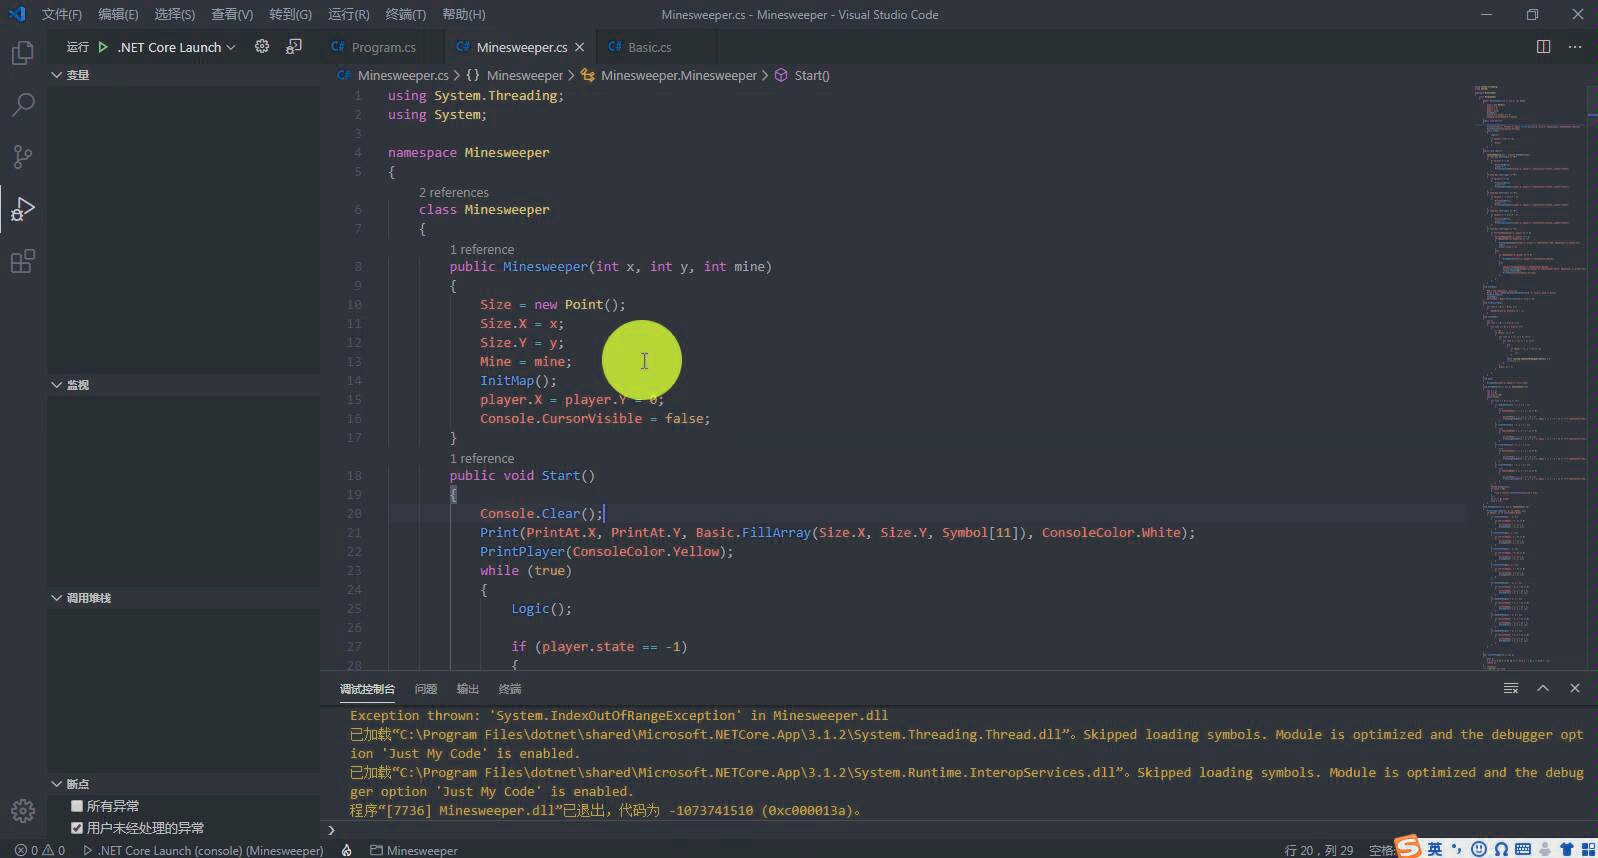 文件(F) 编辑(E) 选择(S) 查看(V) 转到(G) 运行(R) 终端(T) 帮助(H) Minesweeper.cs - Minesweeper - Visual Studio Code
运行 .NET Core Launch C# Program.cs C# Minesweeper.cs C# Basic.cs
变量
C# Minesweeper.cs > {} Minesweeper > Minesweeper.Minesweeper > Start()
1 using System.Threading;
2 using System;
3
4 namespace Minesweeper
5 {
2 references
6 class Minesweeper
7 {
1 reference
8 public Minesweeper(int x, int y, int mine)
9 {
10 Size = new Point();
11 Size.X = x;
12 Size.Y = y;
13 Mine = mine;
14 InitMap();
15 player.X = player.Y = 0;
16 Console.CursorVisible = false;
17 }
1 reference
18 public void Start()
19 {
20 Console.Clear();
21 Print(PrintAt.X, PrintAt.Y, Basic.FillArray(Size.X, Size.Y, Symbol[11]), ConsoleColor.White);
22 PrintPlayer(ConsoleColor.Yellow);
23 while (true)
24 {
25 Logic();
26
27 if (player.state == -1)
28 {
监视
调用堆栈
断点
所有异常
用户未经处理的异常
调试控制台 问题 输出 终端
Exception thrown: 'System.IndexOutOfRangeException' in Minesweeper.dll
已加载“C:\Program Files\dotnet\shared\Microsoft.NETCore.App\3.1.2\System.Threading.Thread.dll”。Skipped loading symbols. Module is optimized and the debugger opt
ion 'Just My Code' is enabled.
已加载“C:\Program Files\dotnet\shared\Microsoft.NETCore.App\3.1.2\System.Runtime.InteropServices.dll”。Skipped loading symbols. Module is optimized and the debug
ger option 'Just My Code' is enabled.
程序“[7736] Minesweeper.dll”已退出，代码为 -1073741510 (0xc000013a)。
0 0 .NET Core Launch (console) (Minesweeper) Minesweeper 行 20，列 29 空格: 英